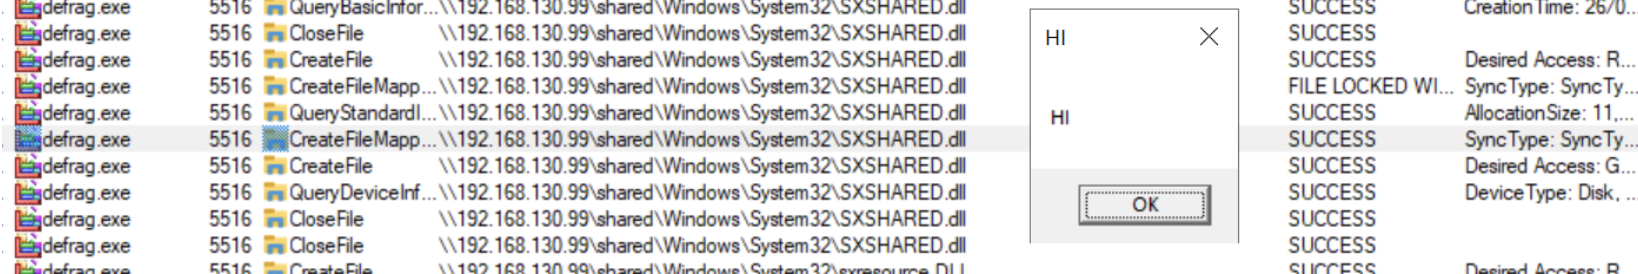 defrag.exe 5516 QueryBasicInfor... \\192.168.130.99\shared\Windows\System32\SXSHARED.dll SUCCESS CreationTime: 26/0...
defrag.exe 5516 CloseFile \\192.168.130.99\shared\Windows\System32\SXSHARED.dll SUCCESS
defrag.exe 5516 CreateFile \\192.168.130.99\shared\Windows\System32\SXSHARED.dll SUCCESS Desired Access: R...
defrag.exe 5516 CreateFileMapp... \\192.168.130.99\shared\Windows\System32\SXSHARED.dll FILE LOCKED WI... SyncType: SyncTy...
defrag.exe 5516 QueryStandardI... \\192.168.130.99\shared\Windows\System32\SXSHARED.dll SUCCESS AllocationSize: 11,...
defrag.exe 5516 CreateFileMapp... \\192.168.130.99\shared\Windows\System32\SXSHARED.dll SUCCESS SyncType: SyncTy...
defrag.exe 5516 CreateFile \\192.168.130.99\shared\Windows\System32\SXSHARED.dll SUCCESS Desired Access: G...
defrag.exe 5516 QueryDeviceInf... \\192.168.130.99\shared\Windows\System32\SXSHARED.dll SUCCESS DeviceType: Disk, ...
defrag.exe 5516 CloseFile \\192.168.130.99\shared\Windows\System32\SXSHARED.dll SUCCESS
defrag.exe 5516 CloseFile \\192.168.130.99\shared\Windows\System32\SXSHARED.dll SUCCESS
defrag.exe 5516 CreateFile \\192.168.130.99\shared\Windows\System32\sxresource.DLL SUCCESS Desired Access: R...
HI
HI
OK